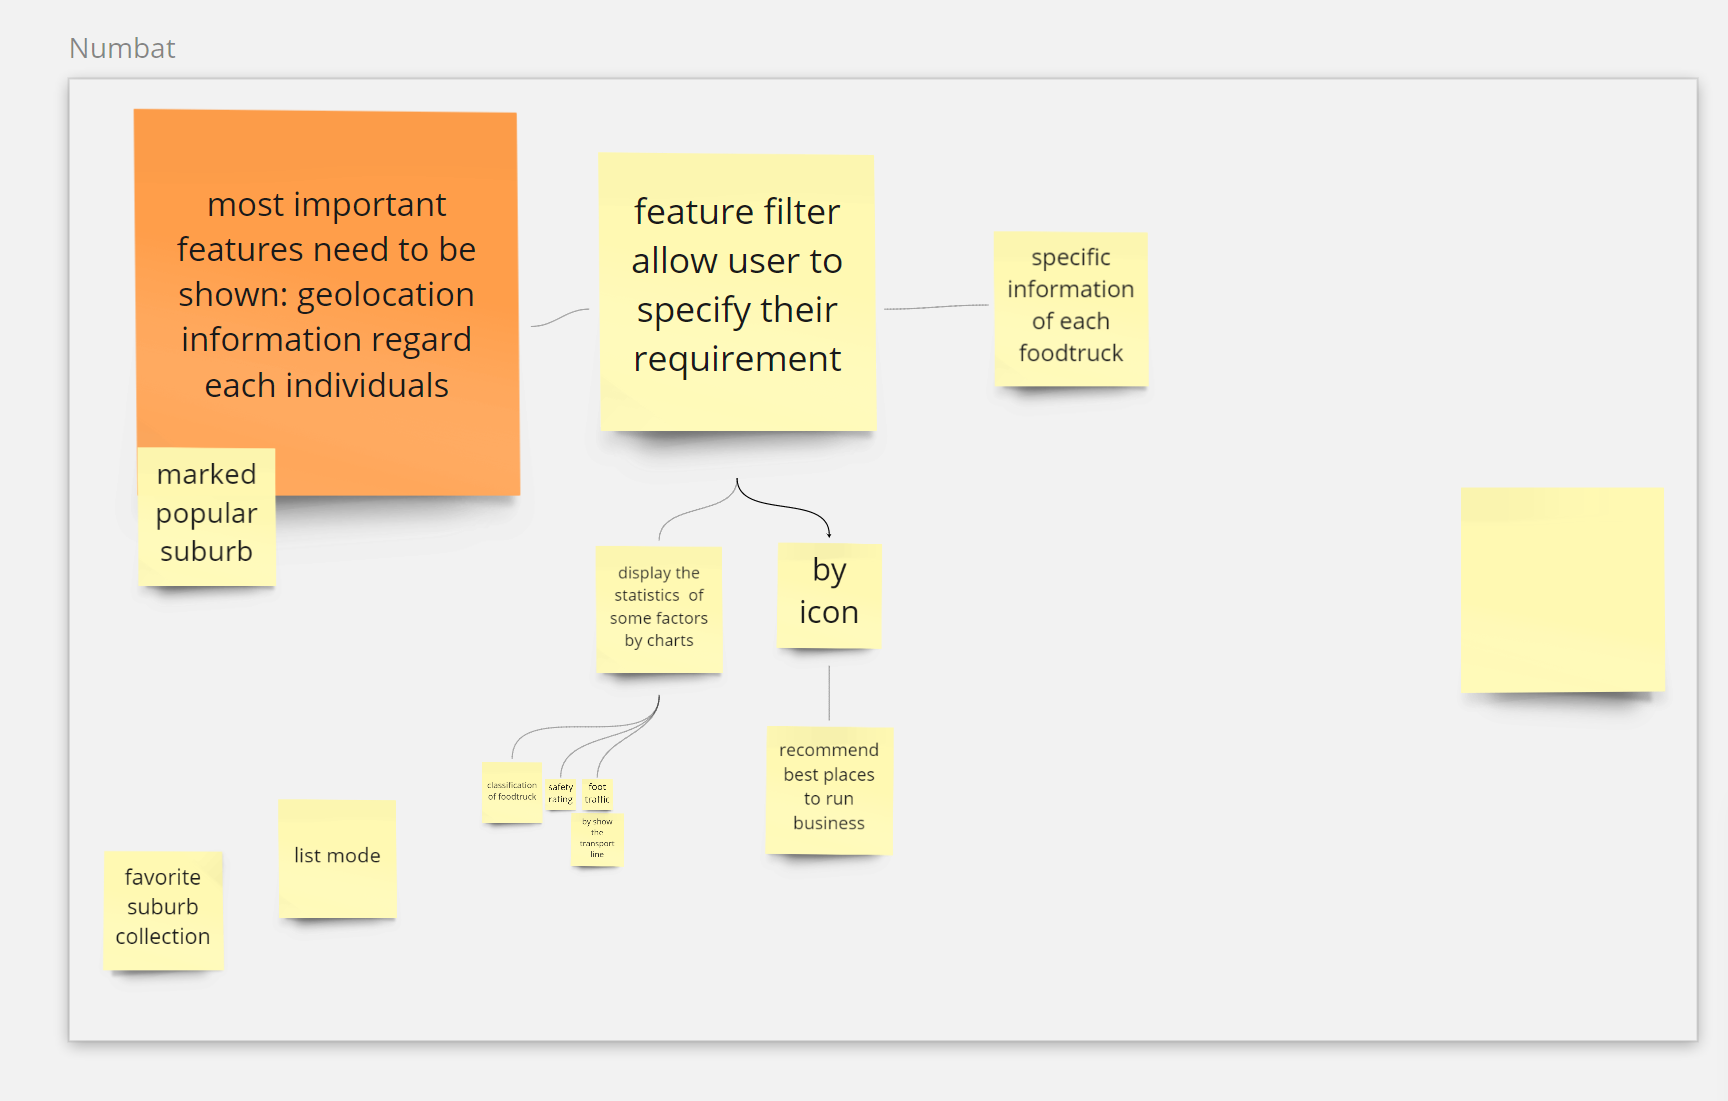 Numbat
most important
features need to be
shown: geolocation
information regard
each individuals
marked
popular
suburb
feature filter
allow user to
specify their
requirement
specific
information
of each
foodtruck
display the
statistics of
some factors
by charts
by
icon
classification
of foodtruck
safety
rating
foot
traffic
by show
the
transport
line
recommend
best places
to run
business
list mode
favorite
suburb
collection